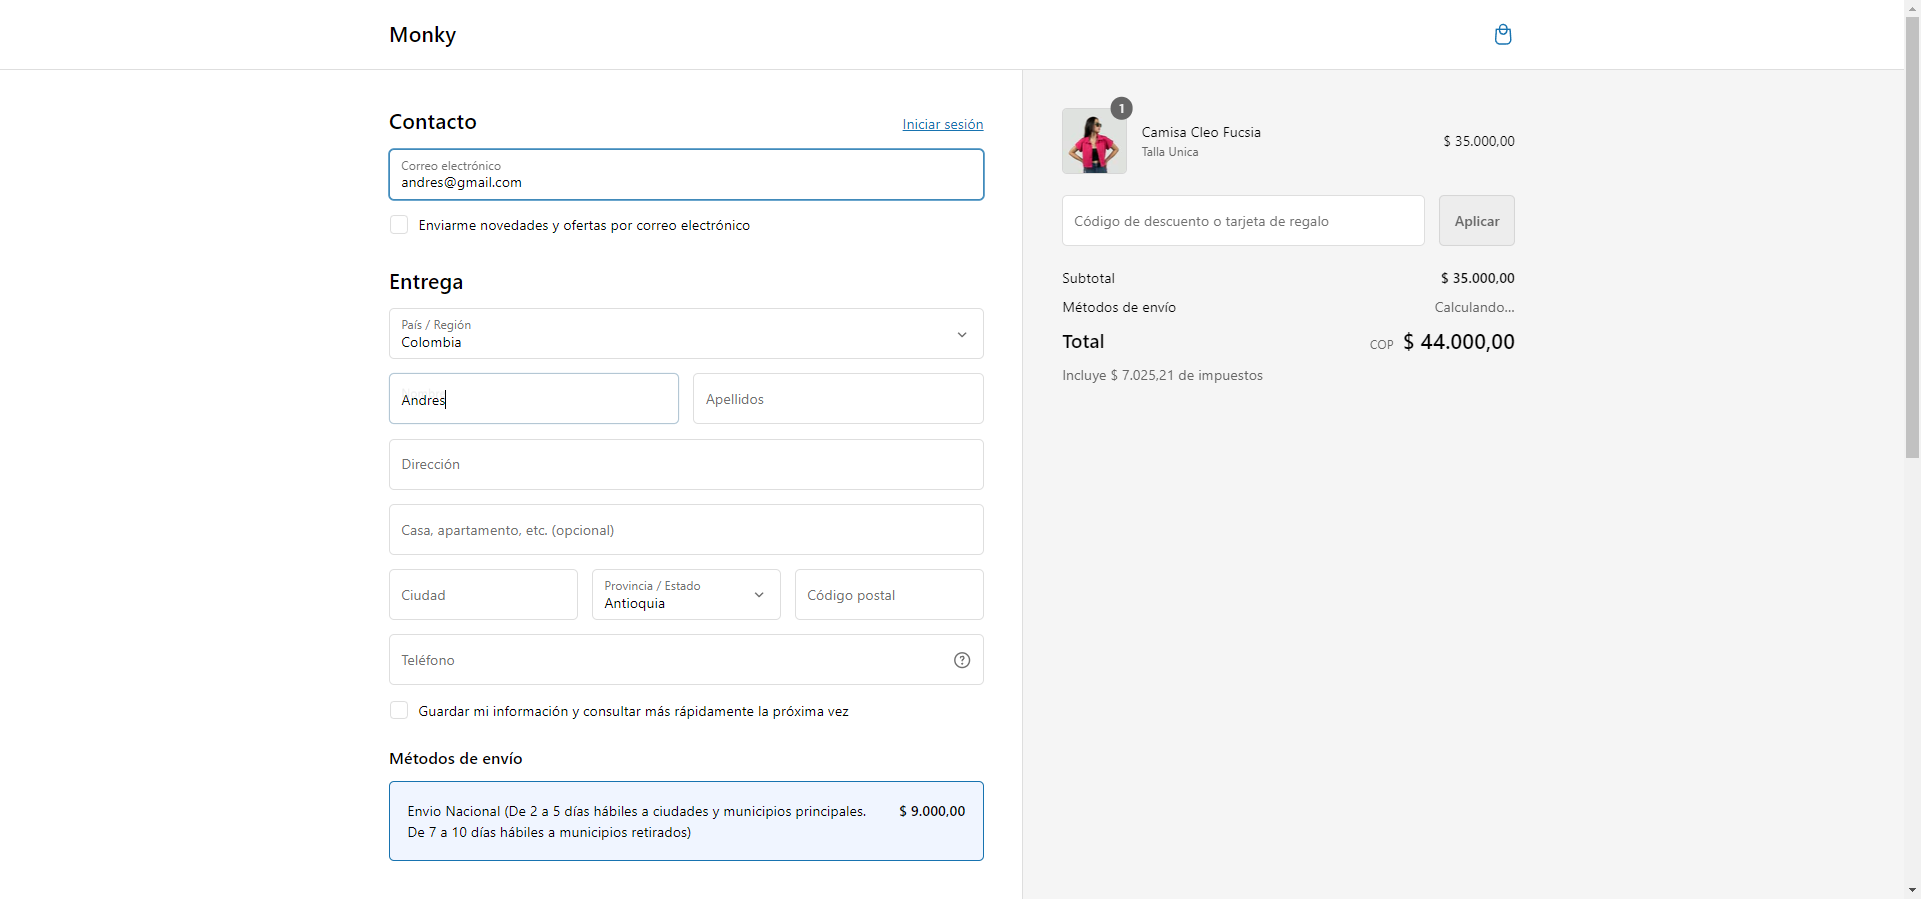 Monky
Contacto
Iniciar sesión
Correo electrónico
andres@gmail.com
Enviarme novedades y ofertas por correo electrónico
Entrega
País / Región
Colombia
Andres
Apellidos
Dirección
Casa, apartamento, etc. (opcional)
Ciudad
Provincia / Estado
Antioquia
Código postal
Teléfono
Guardar mi información y consultar más rápidamente la próxima vez
Métodos de envío
Envio Nacional (De 2 a 5 días hábiles a ciudades y municipios principales.
De 7 a 10 días hábiles a municipios retirados)
$ 9.000,00
1
Camisa Cleo Fucsia
Talla Unica
$ 35.000,00
Código de descuento o tarjeta de regalo
Aplicar
Subtotal
$ 35.000,00
Métodos de envío
Calculando...
Total
COP $ 44.000,00
Incluye $ 7.025,21 de impuestos